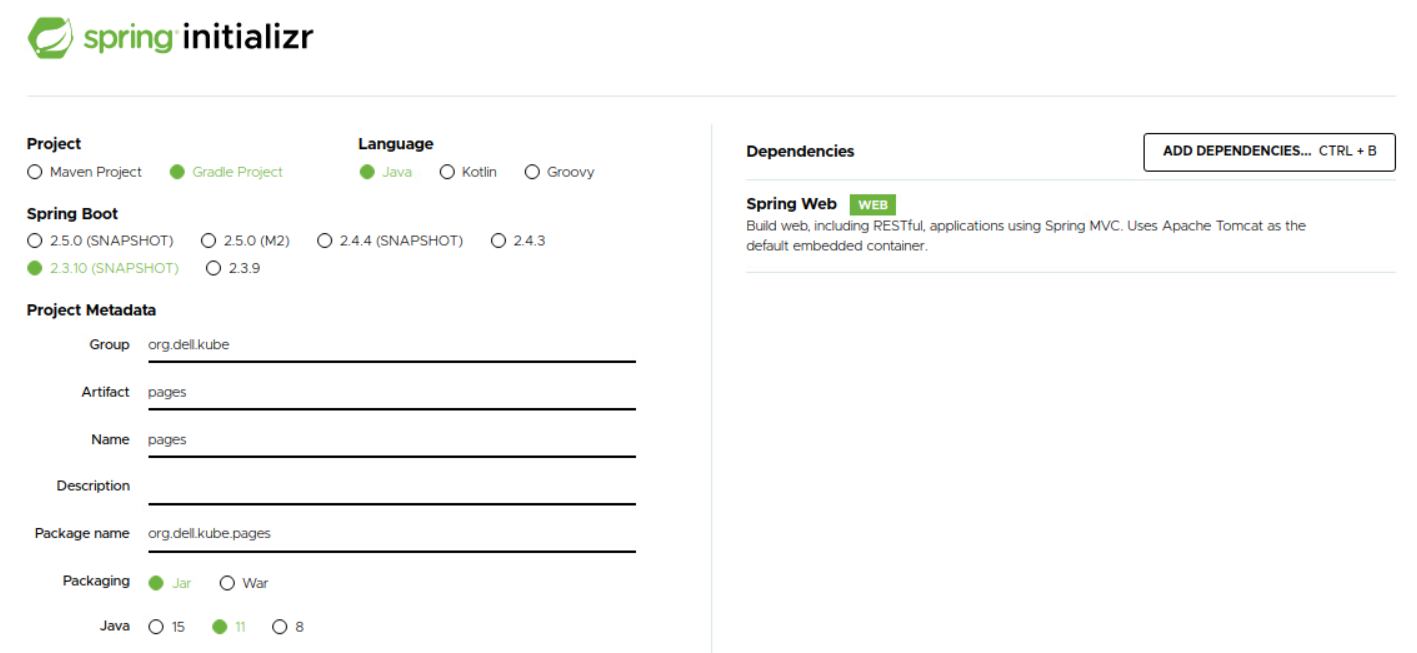 spring initializr
Project
Maven Project Gradle Project
Language
Java Kotlin Groovy
Spring Boot
2.5.0 (SNAPSHOT) 2.5.0 (M2) 2.4.4 (SNAPSHOT) 2.4.3
2.3.10 (SNAPSHOT) 2.3.9
Project Metadata
Group org.dell.kube
Artifact pages
Name pages
Description
Package name org.dell.kube.pages
Packaging Jar War
Java 15 11 8
Dependencies
ADD DEPENDENCIES... CTRL + B
Spring Web WEB
Build web, including RESTful, applications using Spring MVC. Uses Apache Tomcat as the
default embedded container.